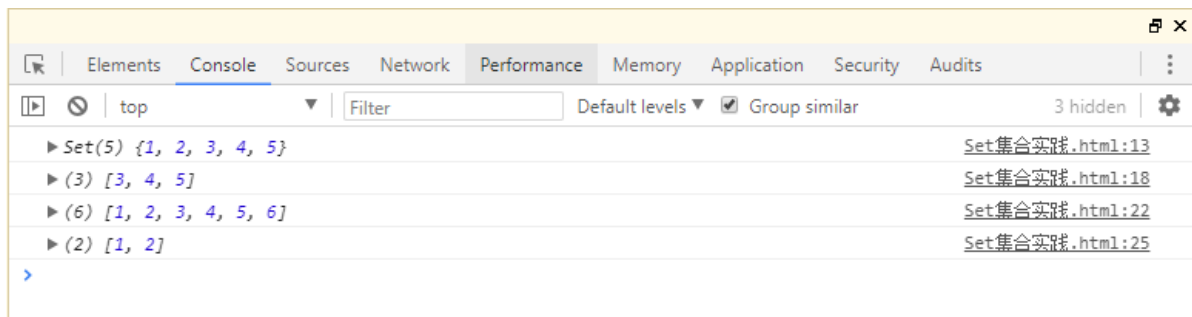 Elements Console Sources Network Performance Memory Application Security Audits
top Filter Default levels Group similar 3 hidden
Set(5) {1, 2, 3, 4, 5} Set集合实践.html:13
(3) [3, 4, 5] Set集合实践.html:18
(6) [1, 2, 3, 4, 5, 6] Set集合实践.html:22
(2) [1, 2] Set集合实践.html:25